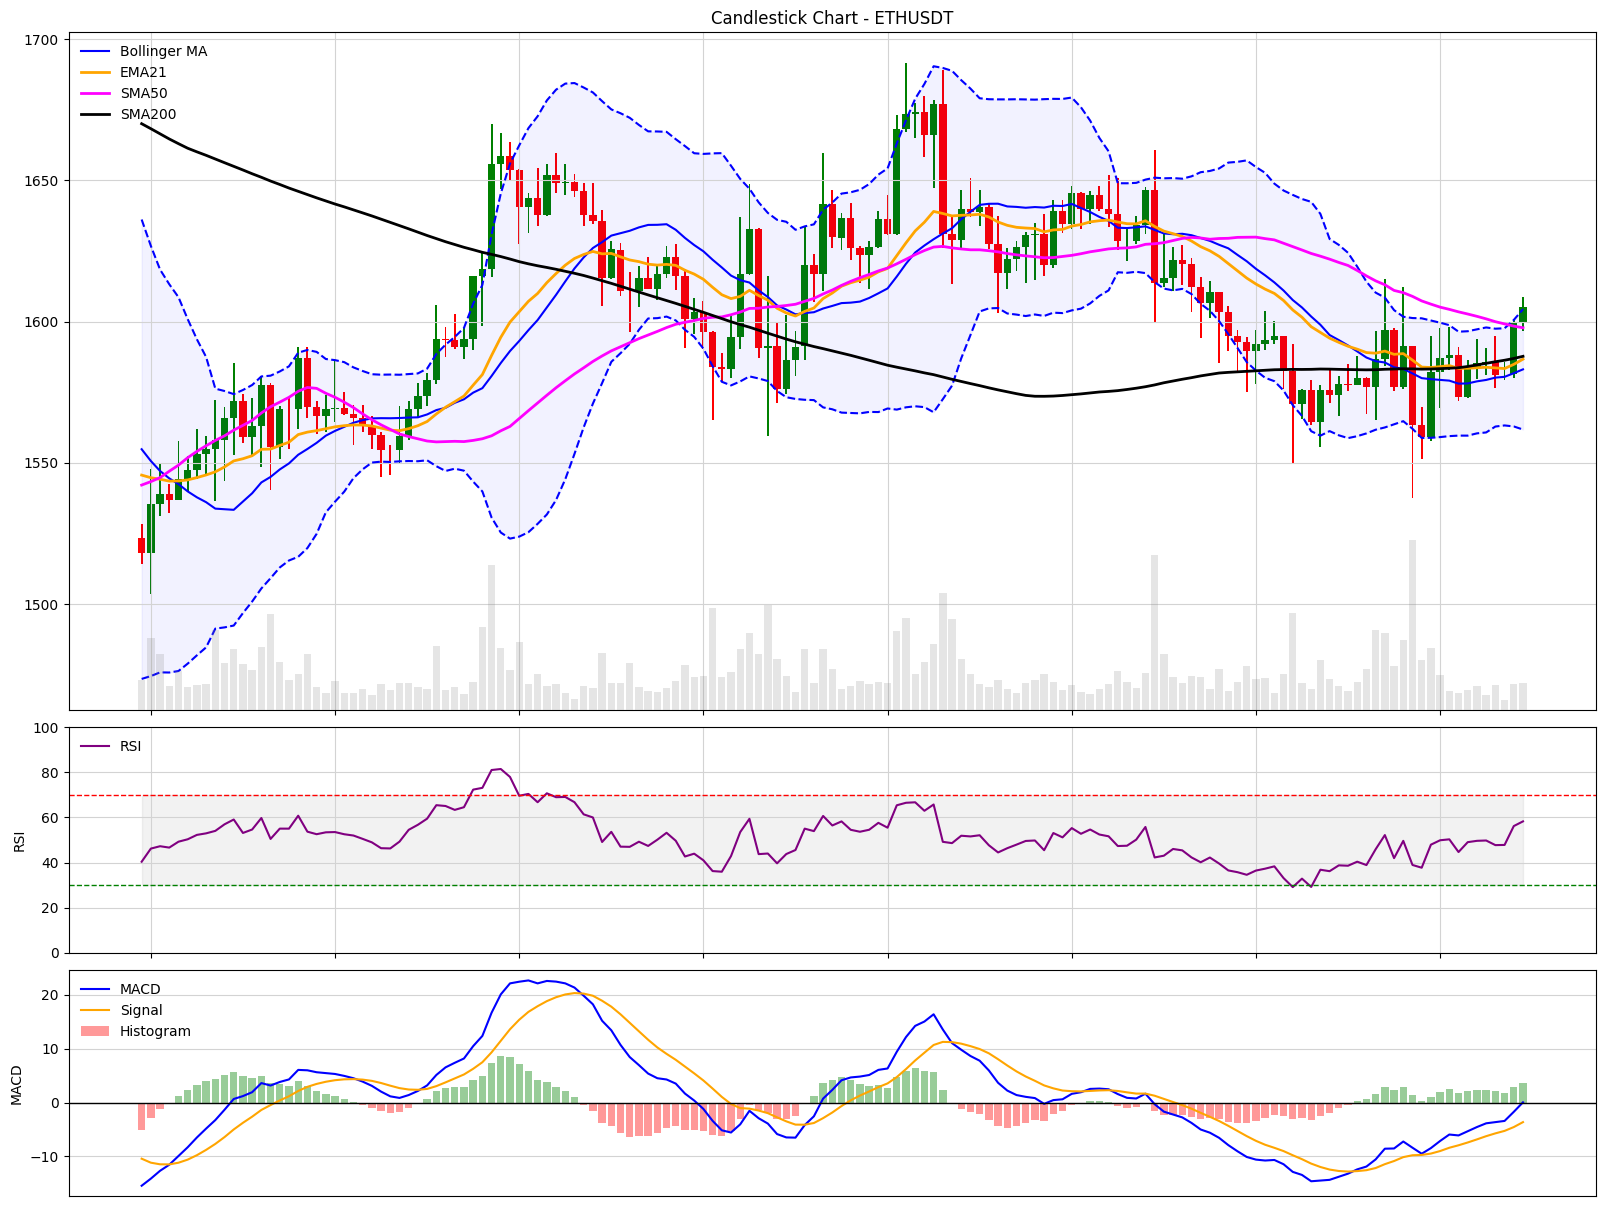 Candlestick Chart - ETHUSDT
1700
1650
1600
1550
1500
Bollinger MA
EMA21
SMA50
SMA200
100
80
60
40
20
0
RSI
RSI
20
10
0
−10
MACD
MACD
Signal
Histogram